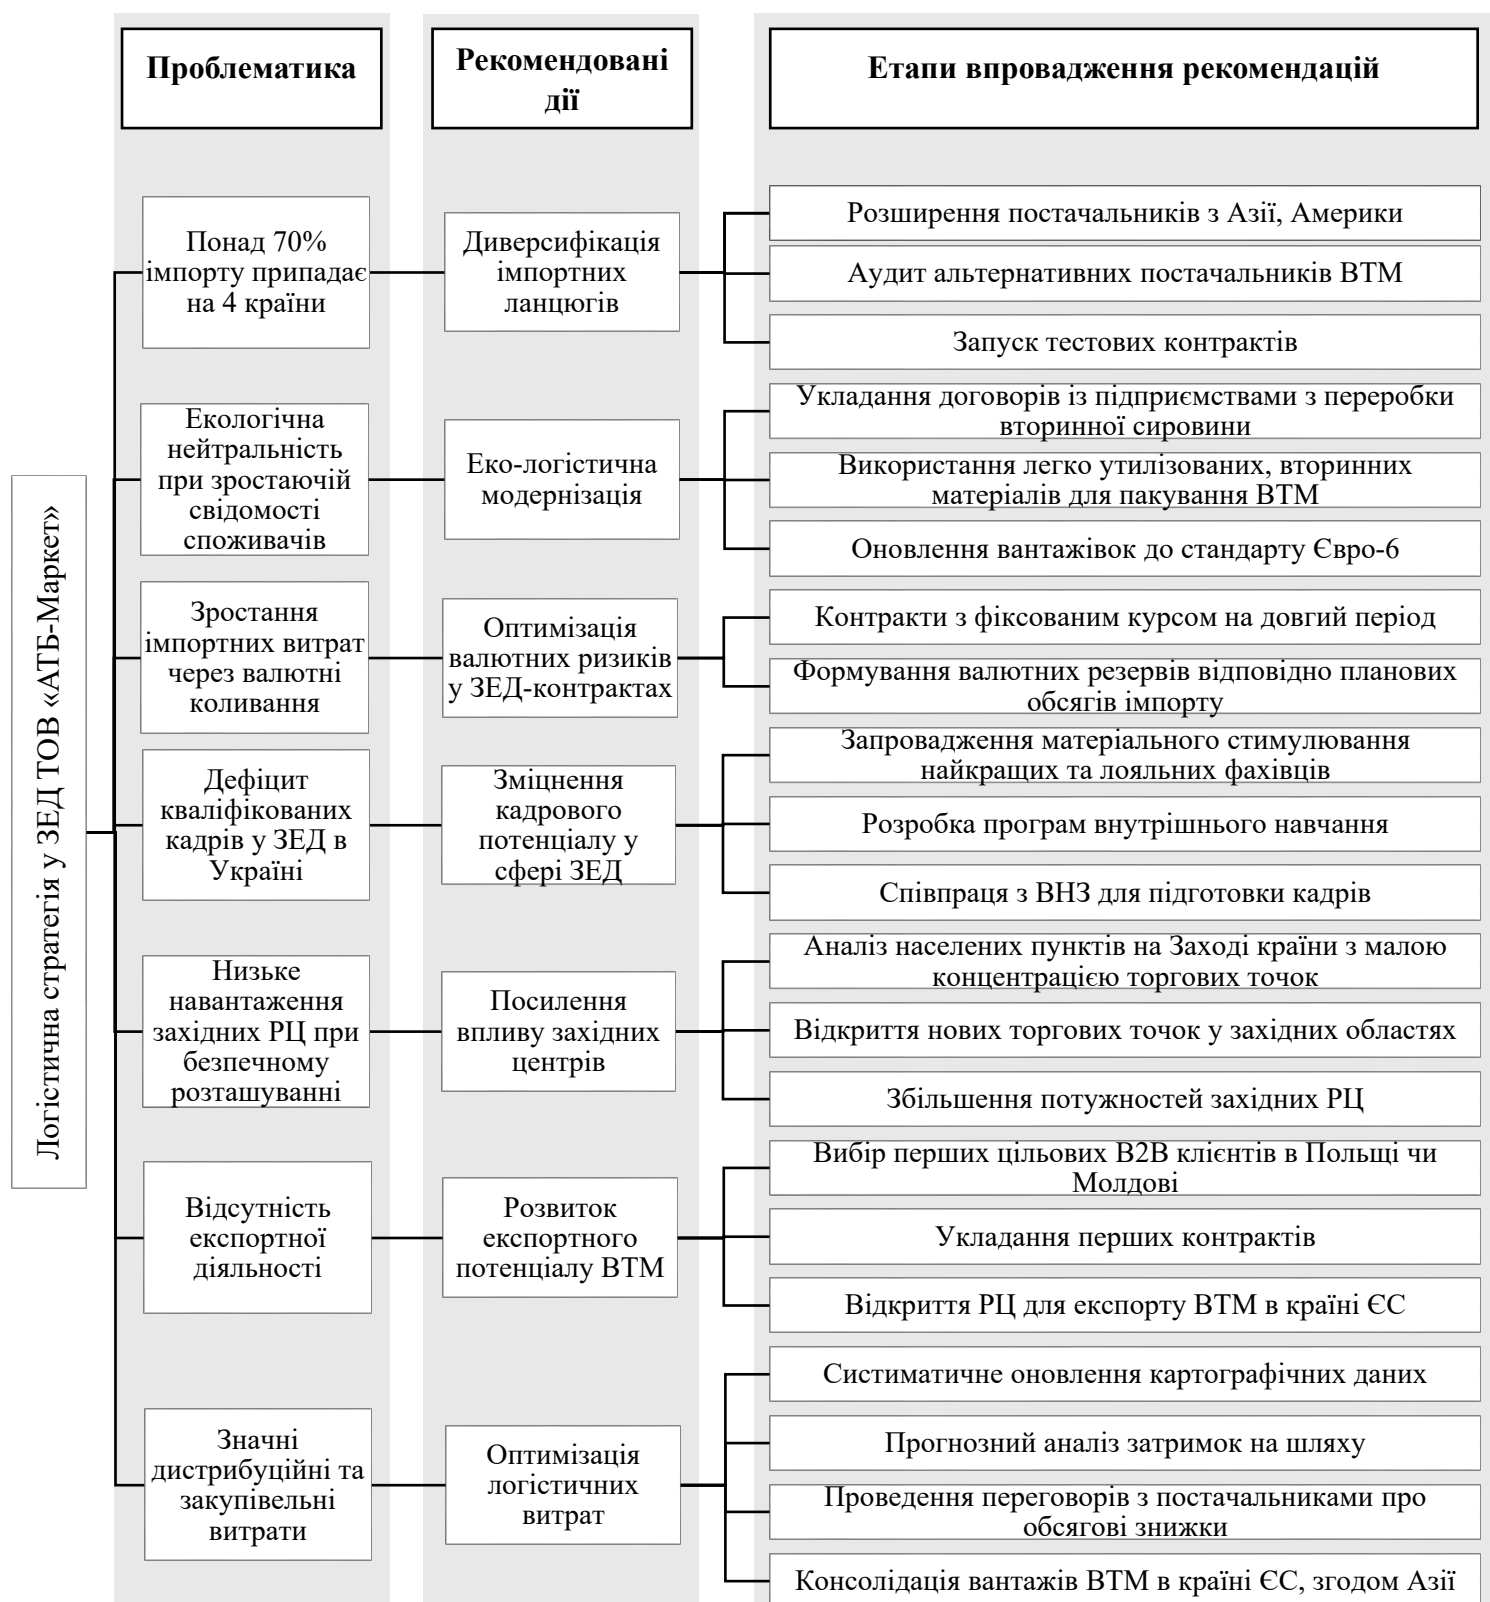 Проблематика
Рекомендовані
дії
Етапи впровадження рекомендацій
Логістична стратегія у ЗЕД ТОВ «АТБ-Маркет»
Понад 70%
імпорту припадає
на 4 країни
Диверсифікація
імпортних
ланцюгів
Розширення постачальників з Азії, Америки
Аудит альтернативних постачальників ВТМ
Запуск тестових контрактів
Екологічна
нейтральність
при зростаючій
свідомості
споживачів
Еко-логістична
модернізація
Укладання договорів із підприємствами з переробки
вторинної сировини
Використання легко утилізованих, вторинних
матеріалів для пакування ВТМ
Оновлення вантажівок до стандарту Євро-6
Зростання
імпортних витрат
через валютні
коливання
Оптимізація
валютних ризиків
у ЗЕД-контрактах
Контракти з фіксованим курсом на довгий період
Формування валютних резервів відповідно планових
обсягів імпорту
Дефіцит
кваліфікованих
кадрів у ЗЕД в
Україні
Зміцнення
кадрового
потенціалу у
сфері ЗЕД
Запровадження матеріального стимулювання
найкращих та лояльних фахівців
Розробка програм внутрішнього навчання
Співпраця з ВНЗ для підготовки кадрів
Низьке
навантаження
західних РЦ при
безпечному
розташуванні
Посилення
впливу західних
центрів
Аналіз населених пунктів на Заході країни з малою
концентрацією торгових точок
Відкриття нових торгових точок у західних областях
Збільшення потужностей західних РЦ
Відсутність
експортної
діяльності
Розвиток
експортного
потенціалу ВТМ
Вибір перших цільових B2B клієнтів в Польщі чи
Молдові
Укладання перших контрактів
Відкриття РЦ для експорту ВТМ в країні ЄС
Значні
дистрибуційні та
закупівельні
витрати
Оптимізація
логістичних
витрат
Систиматичне оновлення картографічних даних
Прогнозний аналіз затримок на шляху
Проведення переговорів з постачальниками про
обсягові знижки
Консолідація вантажів ВТМ в країні ЄС, згодом Азії